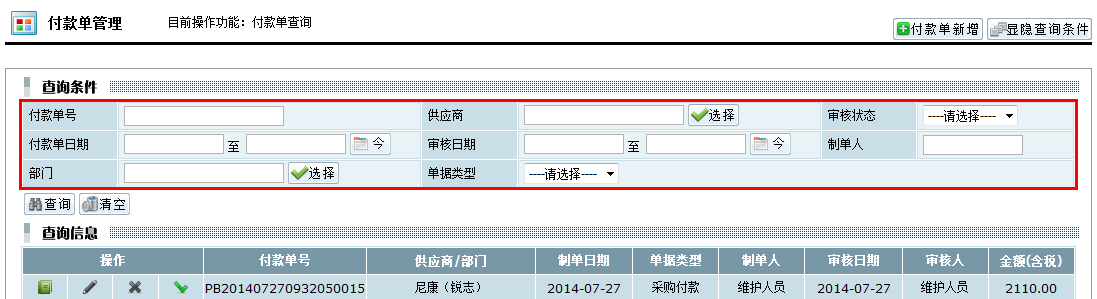 付款单管理 目前操作功能：付款单查询
付款单新增 显隐查询条件
查询条件
付款单号 供应商 选择 审核状态 ----请选择----
付款单日期 至 今 审核日期 至 今 制单人
部门 选择 单据类型 ----请选择----
查询 清空
查询信息
操作 付款单号 供应商/部门 制单日期 单据类型 制单人 审核日期 审核人 金额(含税)
PB201407270932050015 尼康（锐志） 2014-07-27 采购付款 维护人员 2014-07-27 维护人员 2110.00